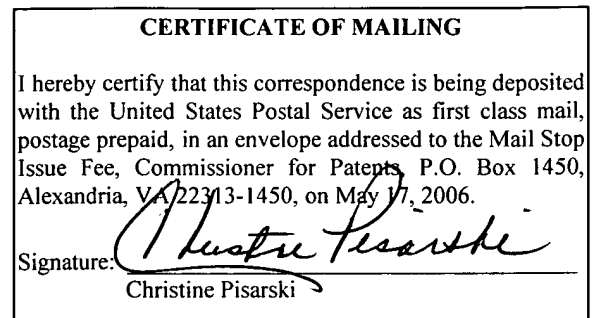 CERTIFICATE OF MAILING
I hereby certify that this correspondence is being deposited
with the United States Postal Service as first class mail,
postage prepaid, in an envelope addressed to the Mail Stop
Issue Fee, Commissioner for Patents, P.O. Box 1450,
Alexandria, VA 22313-1450, on May 17, 2006.
Signature: Christine Pisarski
Christine Pisarski